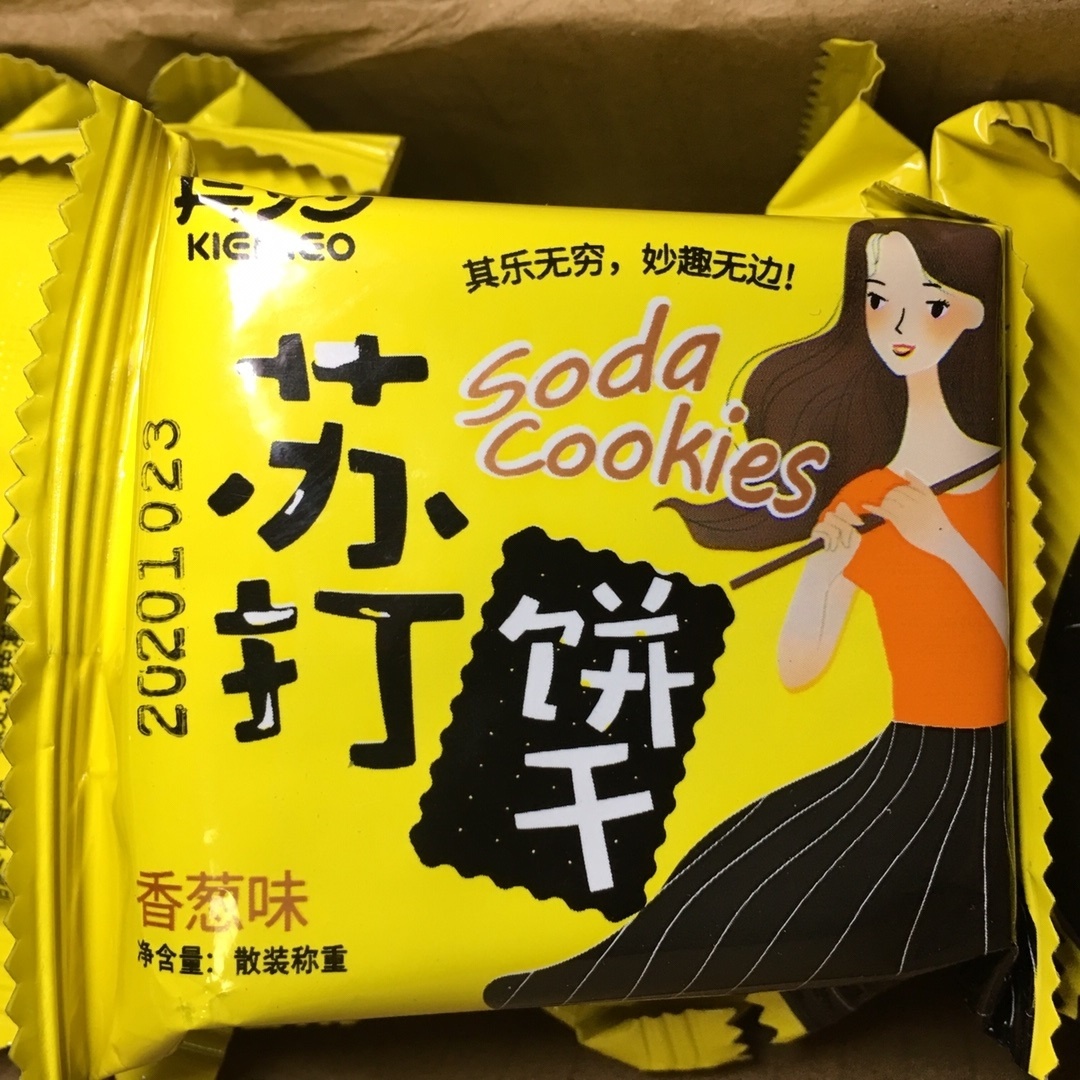 其乐无穷，妙趣无边!
soda
cookies
苏打
饼干
20201023
香葱味
净含量：散装称重